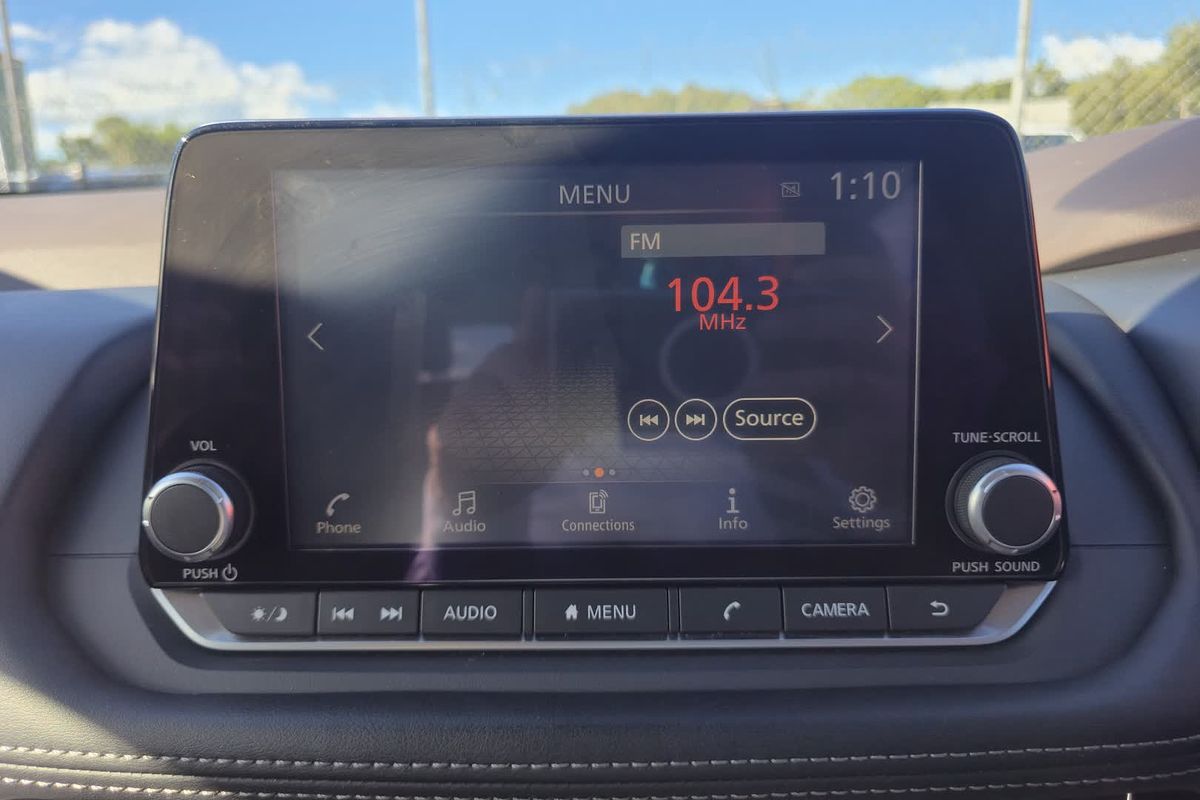 MENU
1:10
FM
104.3
MHz
Source
VOL
TUNE·SCROLL
Phone
Audio
Connections
Info
Settings
PUSH
PUSH SOUND
AUDIO
MENU
CAMERA